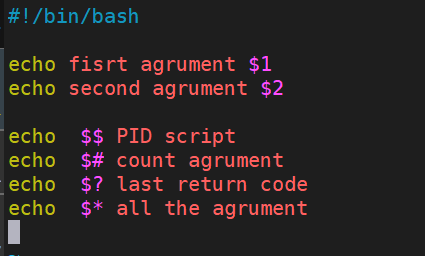 #!/bin/bash
echo fisrt agrument $1
echo second agrument $2
echo  $$ PID script
echo  $# count agrument
echo  $? last return code
echo  $* all the agrument